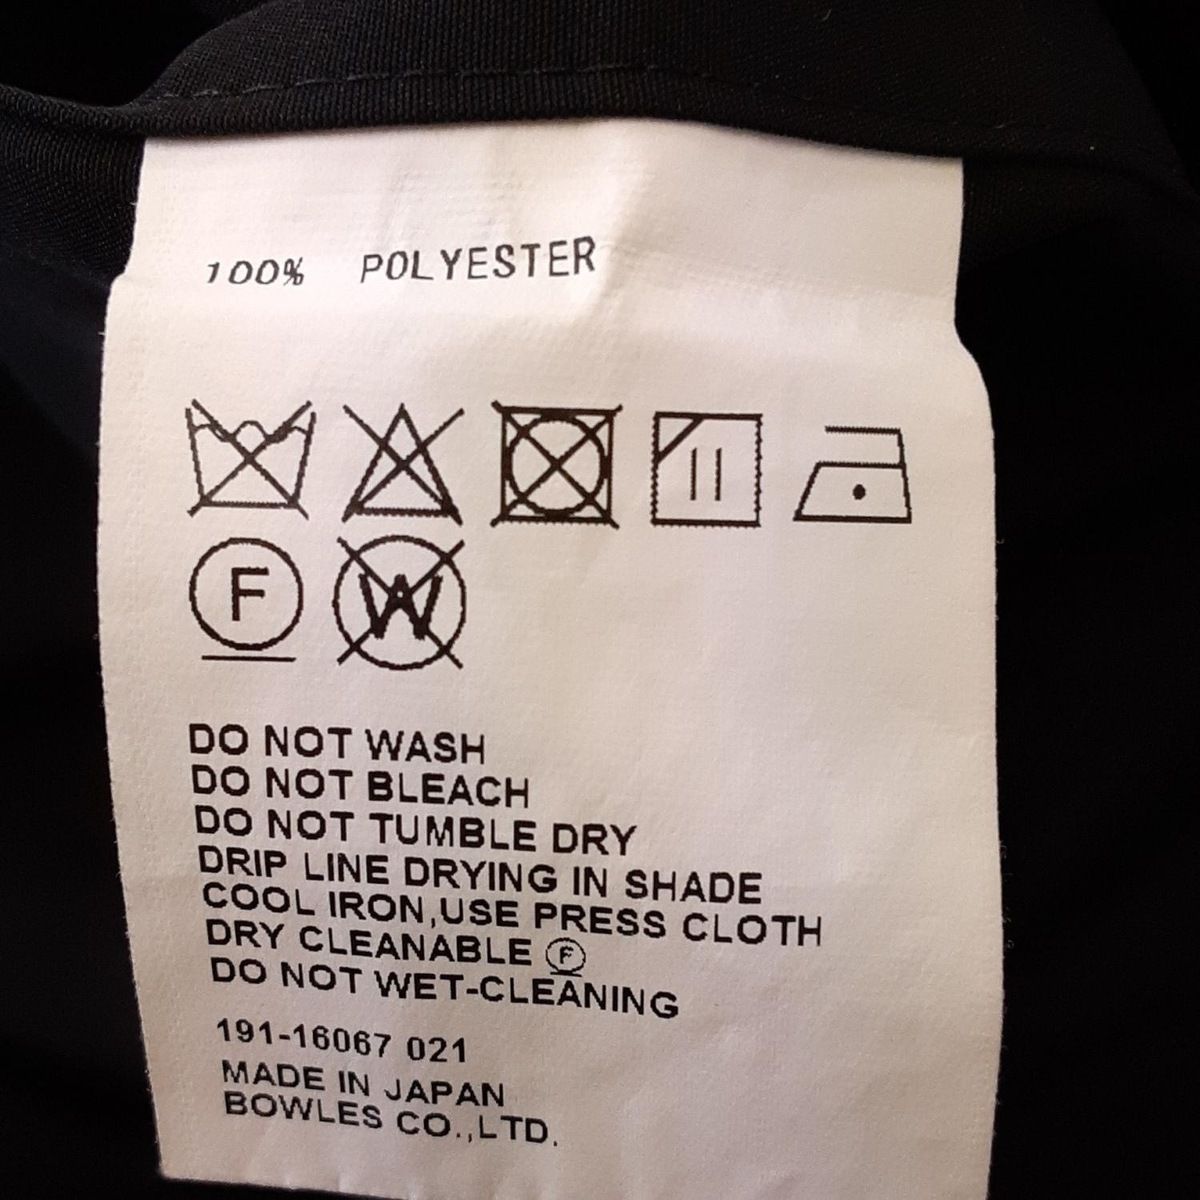 100% POLYESTER
F W
DO NOT WASH
DO NOT BLEACH
DO NOT TUMBLE DRY
DRIP LINE DRYING IN SHADE
COOL IRON,USE PRESS CLOTH
DRY CLEANABLE Ⓕ
DO NOT WET-CLEANING
191-16067 021
MADE IN JAPAN
BOWLES CO.,LTD.